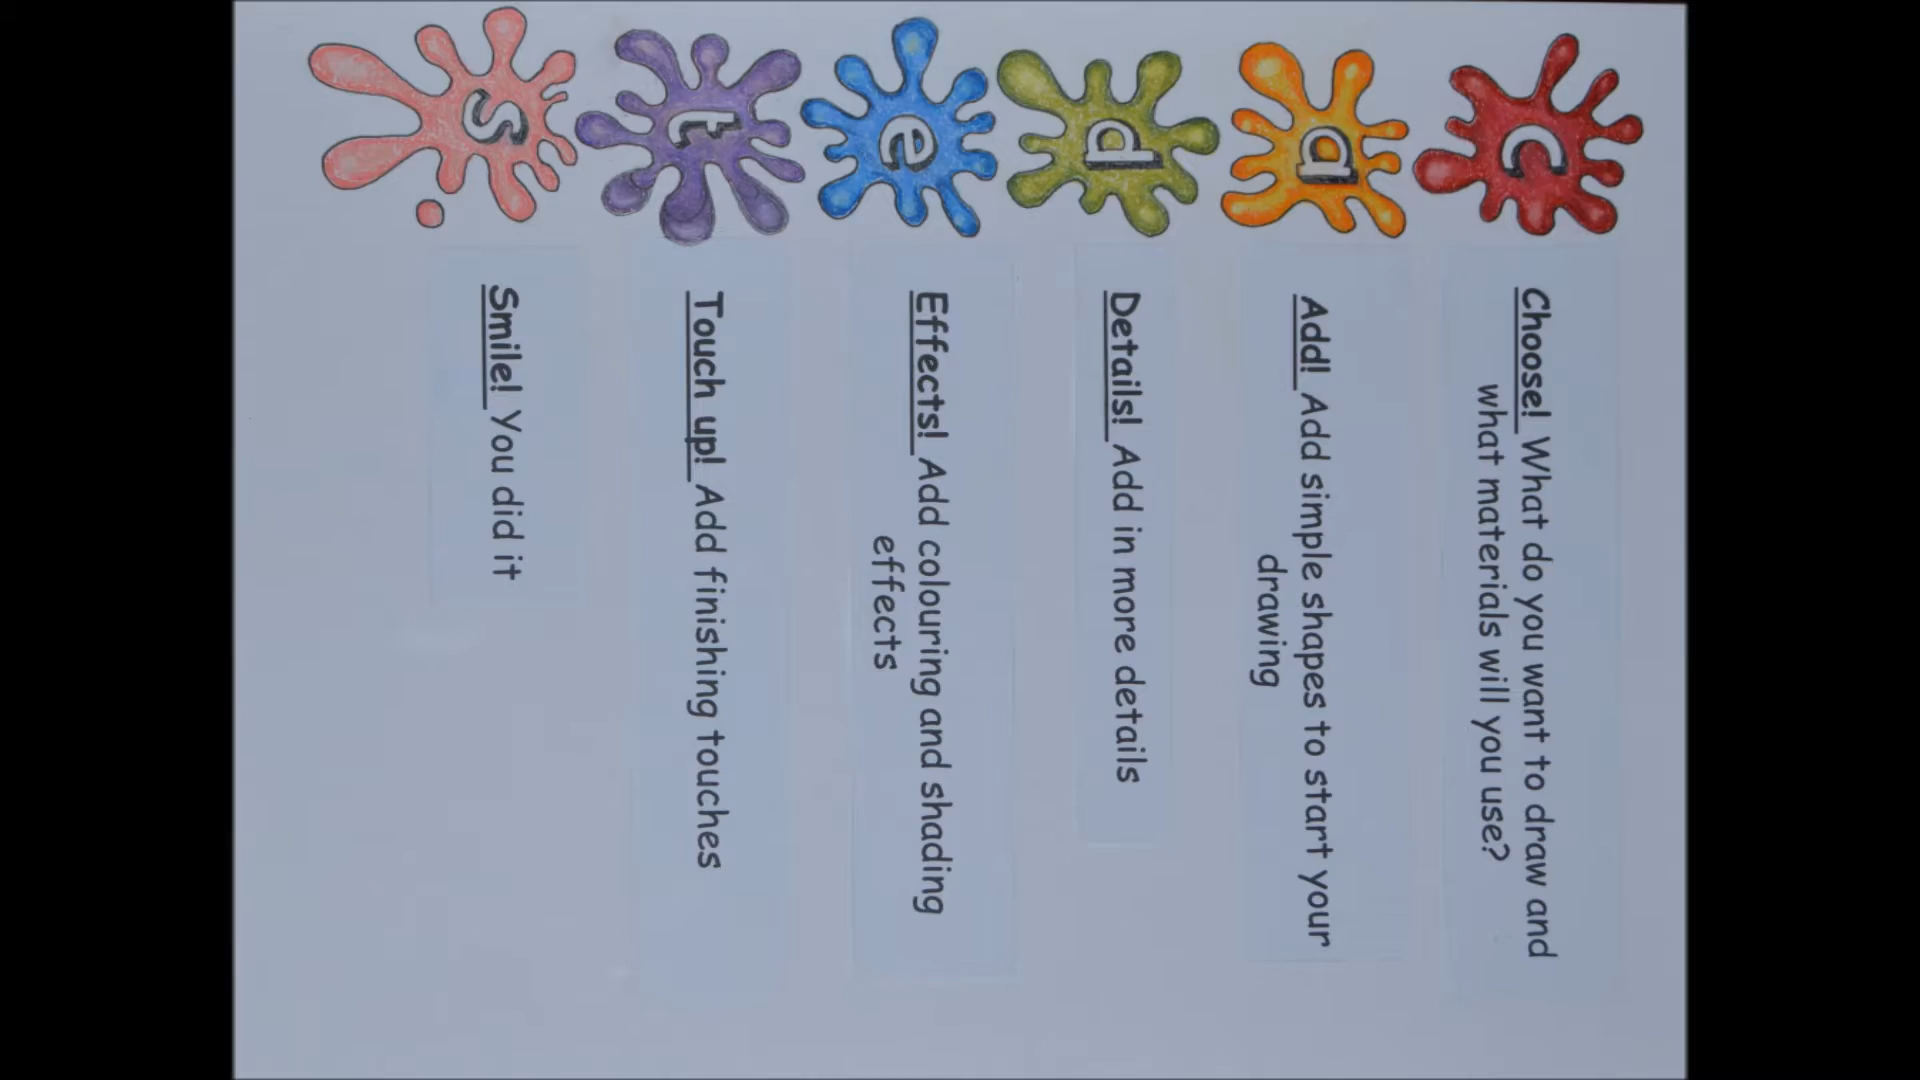 c
Choose! What do you want to draw and
what materials will you use?
a
Add! Add simple shapes to start your
drawing
d
Details! Add in more details
e
Effects! Add colouring and shading
effects
t
Touch up! Add finishing touches
s
Smile! You did it